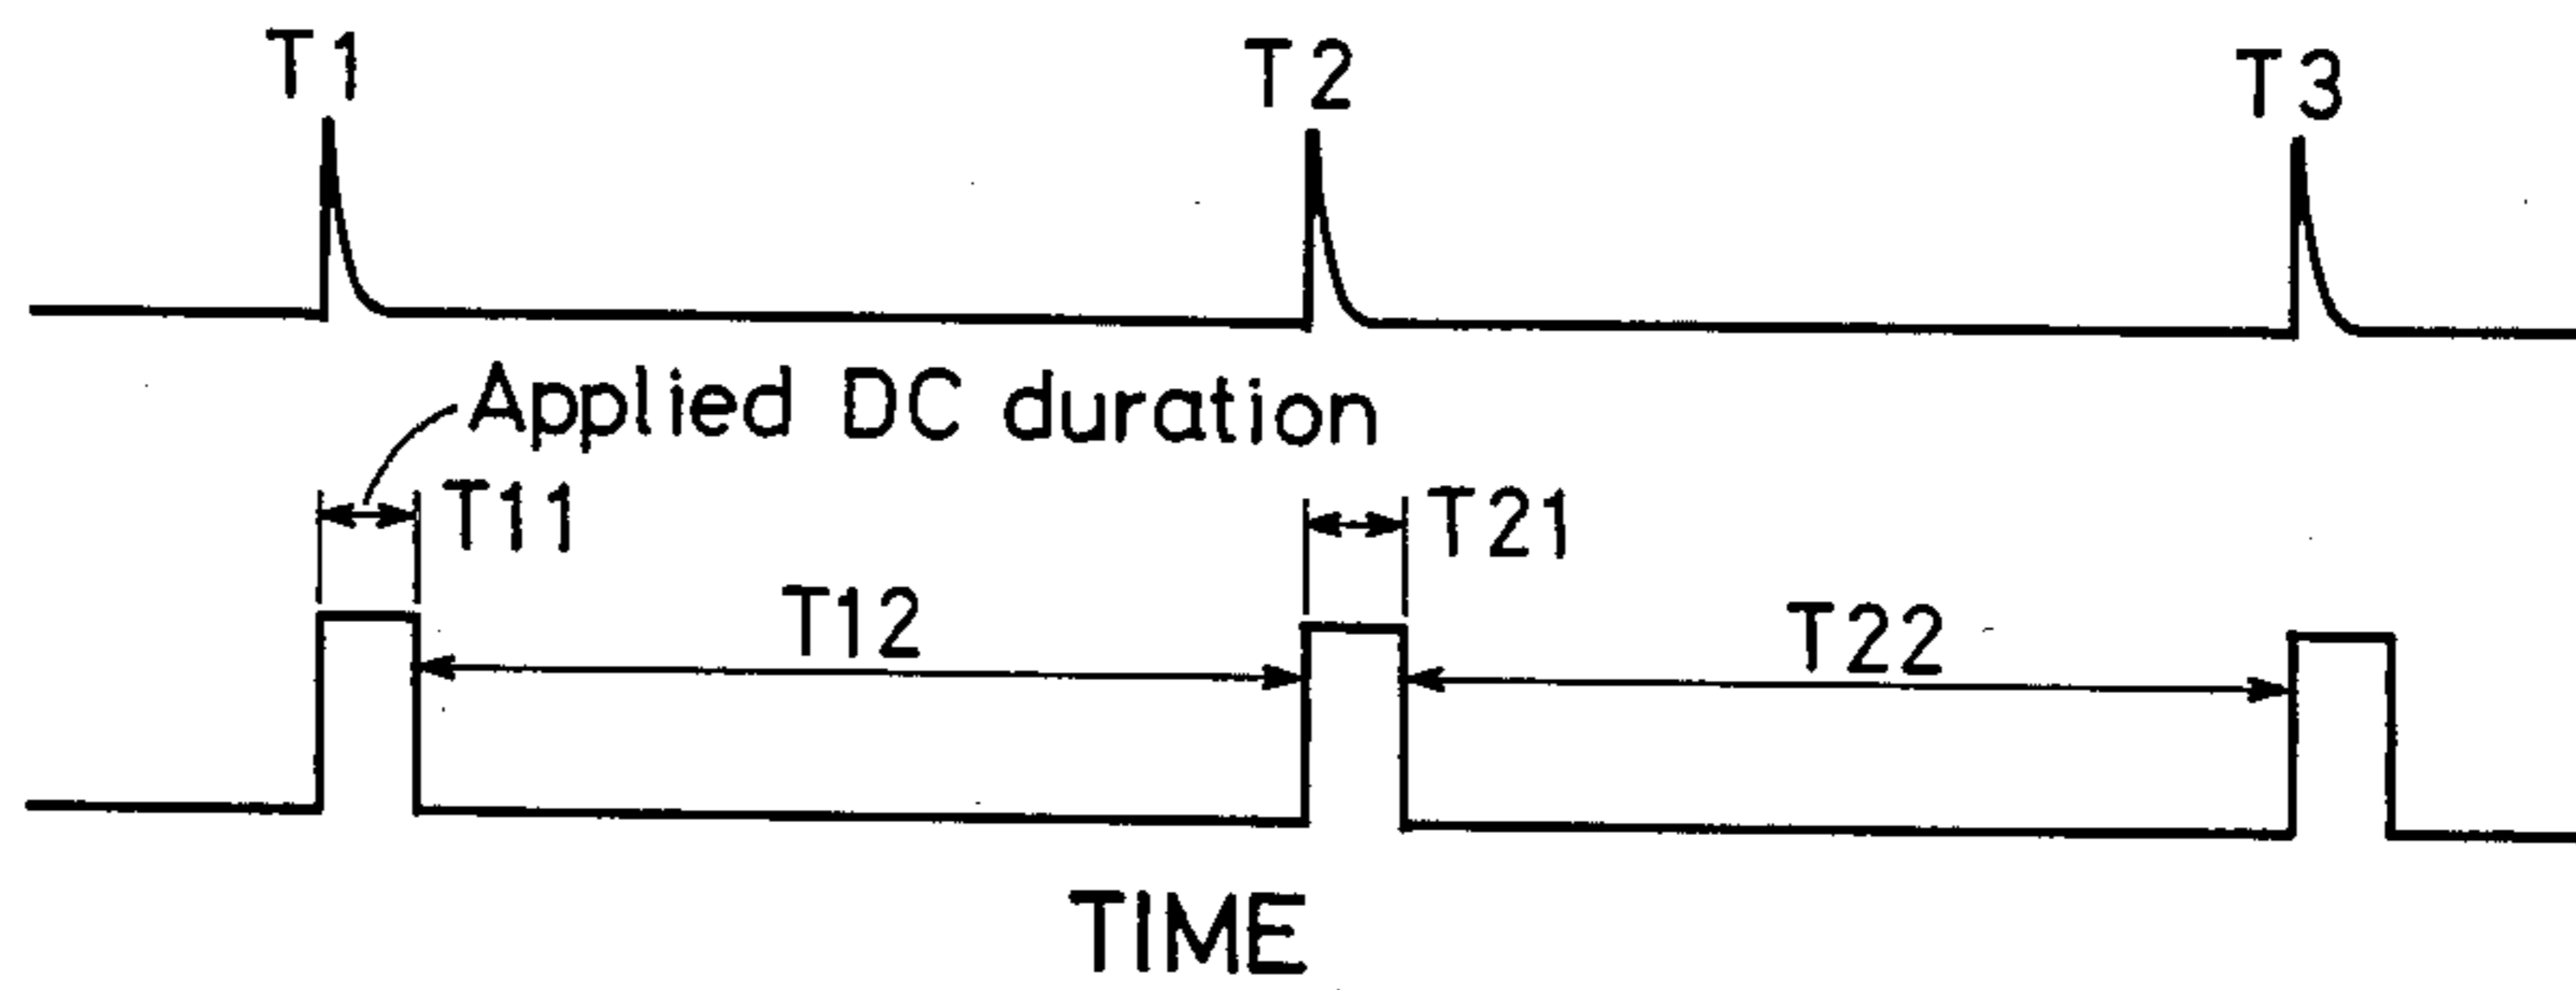 T1
T2
T3
Applied DC duration
T11
T21
T12
T22
TIME